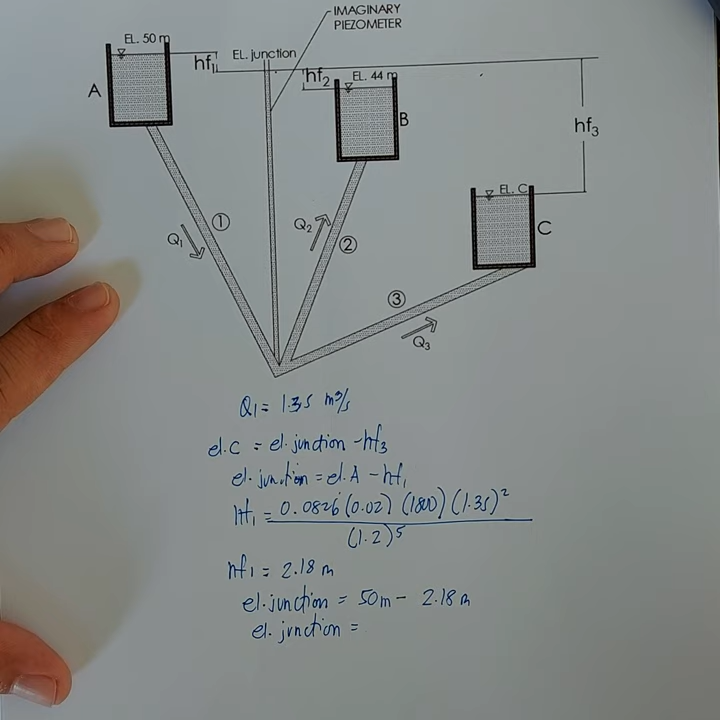 IMAGINARY
PIEZOMETER
EL. 50 m
EL. junction
hf₁
hf₂
EL. 44 m
A
B
hf₃
EL. C
C
①
Q₁
Q₂
②
③
Q₃
Q₁ = 1.35 m³/s
el.C = el.junction - hf₃
el.junction = el.A - hf₁
Hf₁ = 0.0826 (0.02) (1800) (1.35)²
(1.2)⁵
hf₁ = 2.18 m
el.junction = 50m - 2.18 m
el.junction =